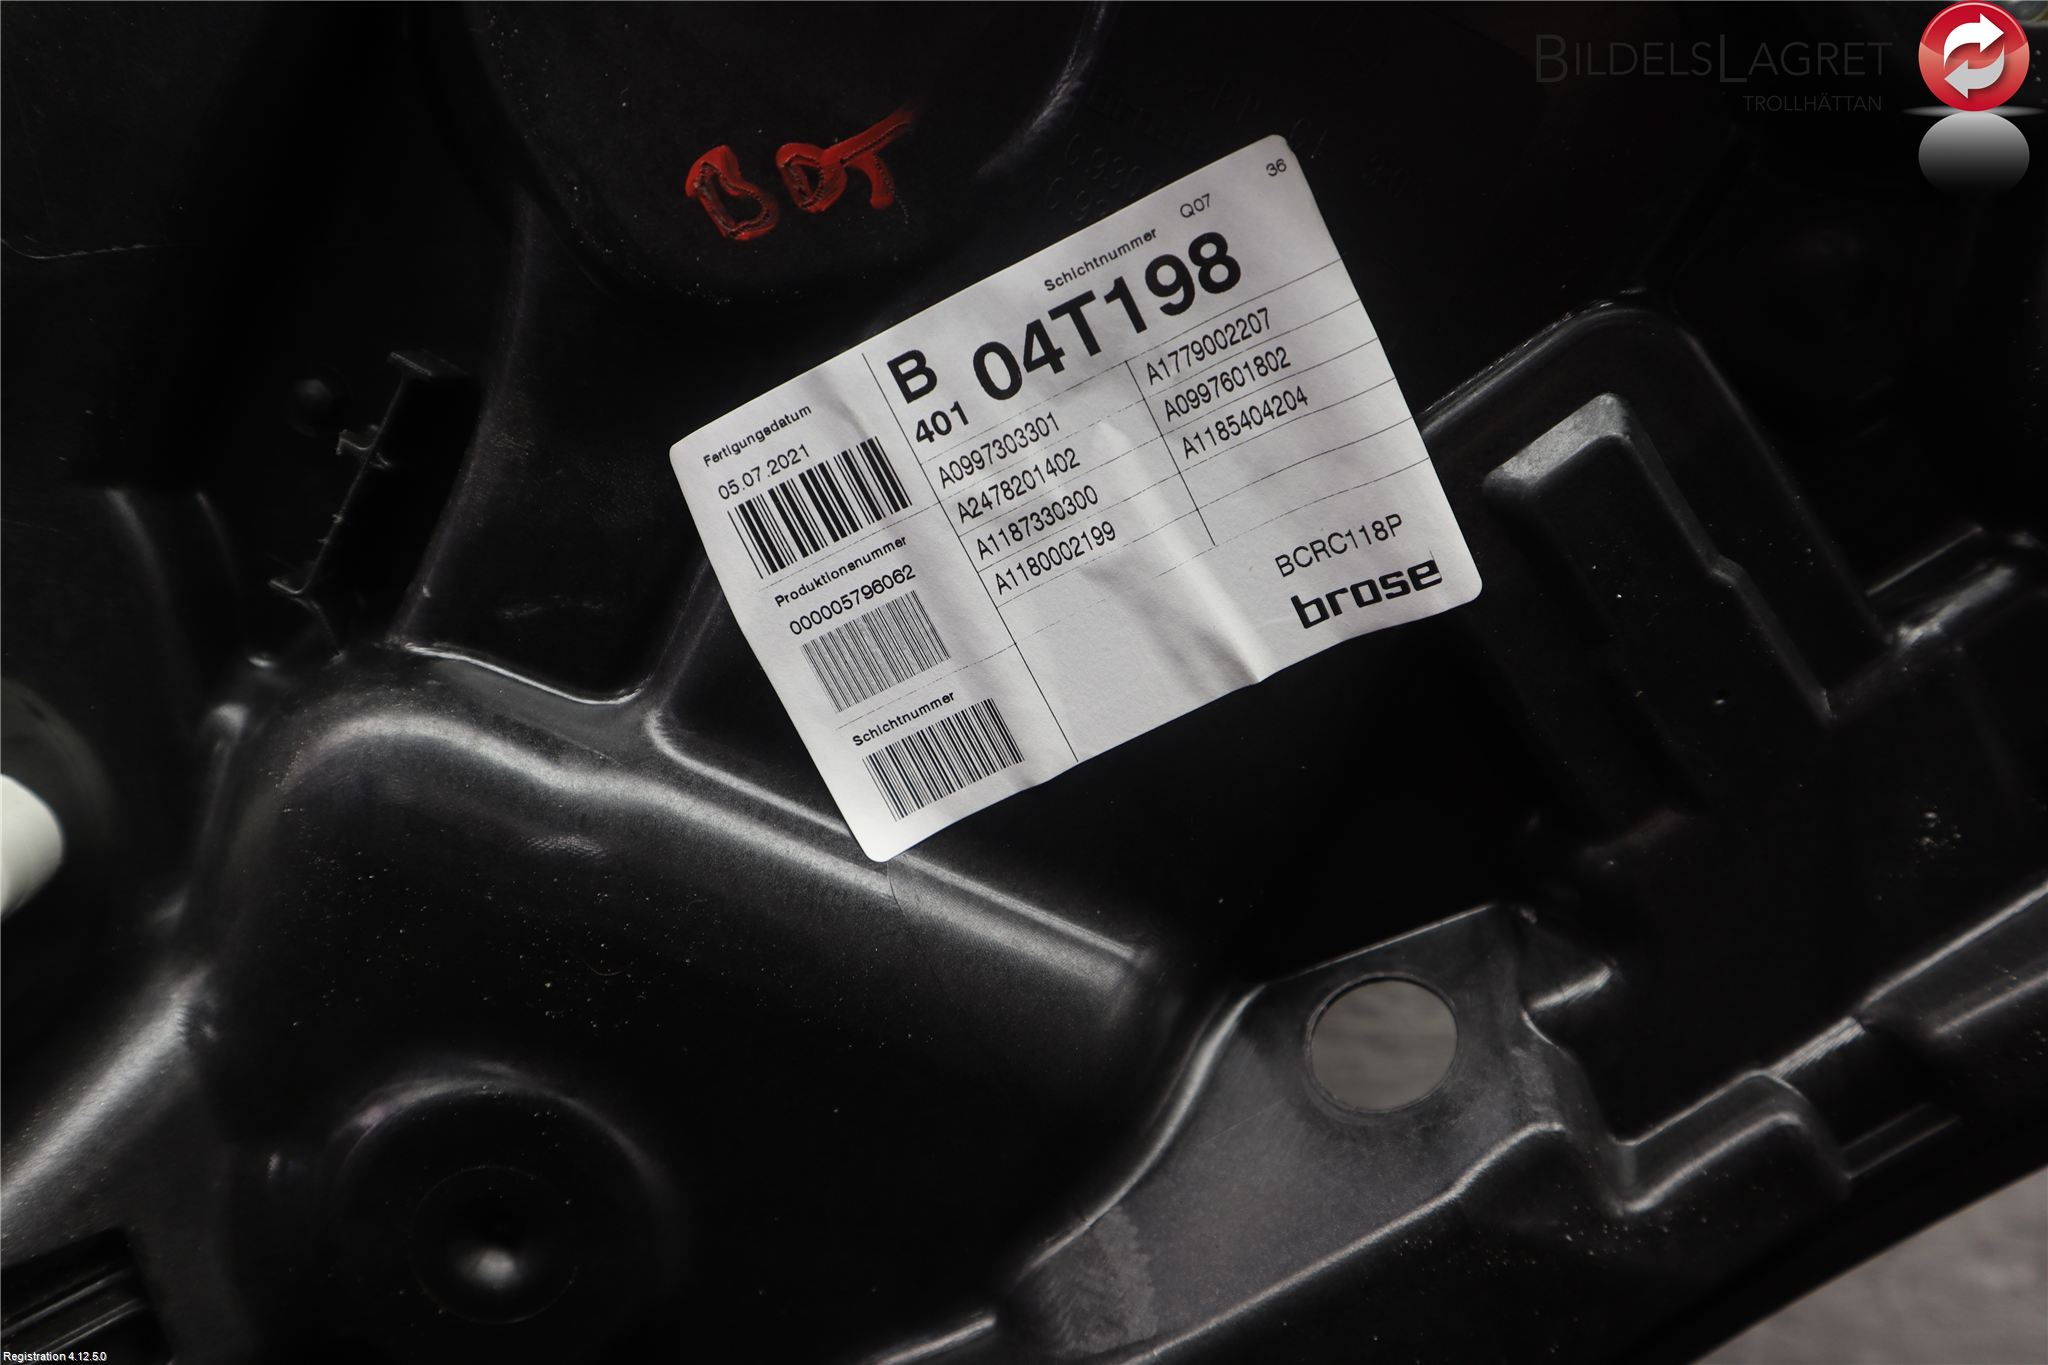 BILDELSLAGRET
TROLLHÄTTAN
BDT
36
Q07
Schichtnummer
B 04T198
401
Fertigungsdatum
05.07.2021
A0997303301
A2478201402
A1187330300
A1180002199
A1779002207
A0997601802
A1185404204
Produktionsnummer
000005796062
Schichtnummer
BCRC118P
brose
Registration 4.12.5.0